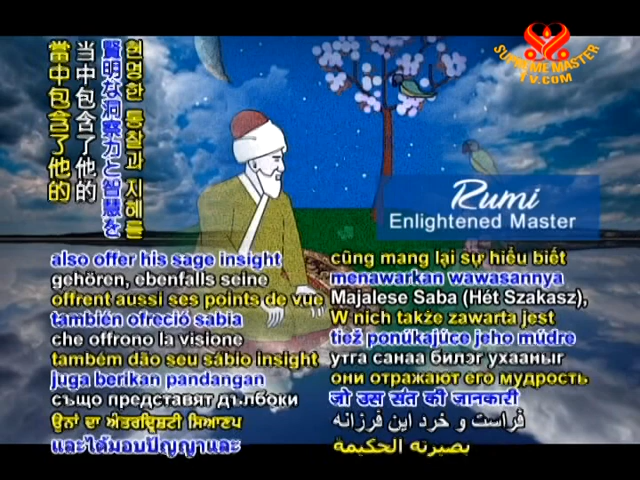 SUPREME MASTER
TV.COM
當中包含了他的
当中包含了他的
賢明な洞察力と智慧を
현명한 통찰과 지혜를
Rumi
Enlightened Master
also offer his sage insight
gehören, ebenfalls seine
offrent aussi ses points de vue
también ofreció sabia
che offrono la visione
também dão seu sábio insight
juga berikan pandangan
също представят дълбоки
ਉਨਾਂ ਦਾ ਅੰਤਰਦ੍ਰਿਸ਼ਟੀ ਸਿਆਣਪ
และได้มอบปัญญาและ
cũng mang lại sự hiểu biết
menawarkan wawasannya
Majalese Saba (Hét Szakasz),
W nich także zawarta jest
tiež ponúkajúce jeho múdre
утга санаа билэг ухааныг
они отражают его мудрость
जो उस संत की जानकारी
فراست و خرد این فرزانه
بصيرته الحكيمة